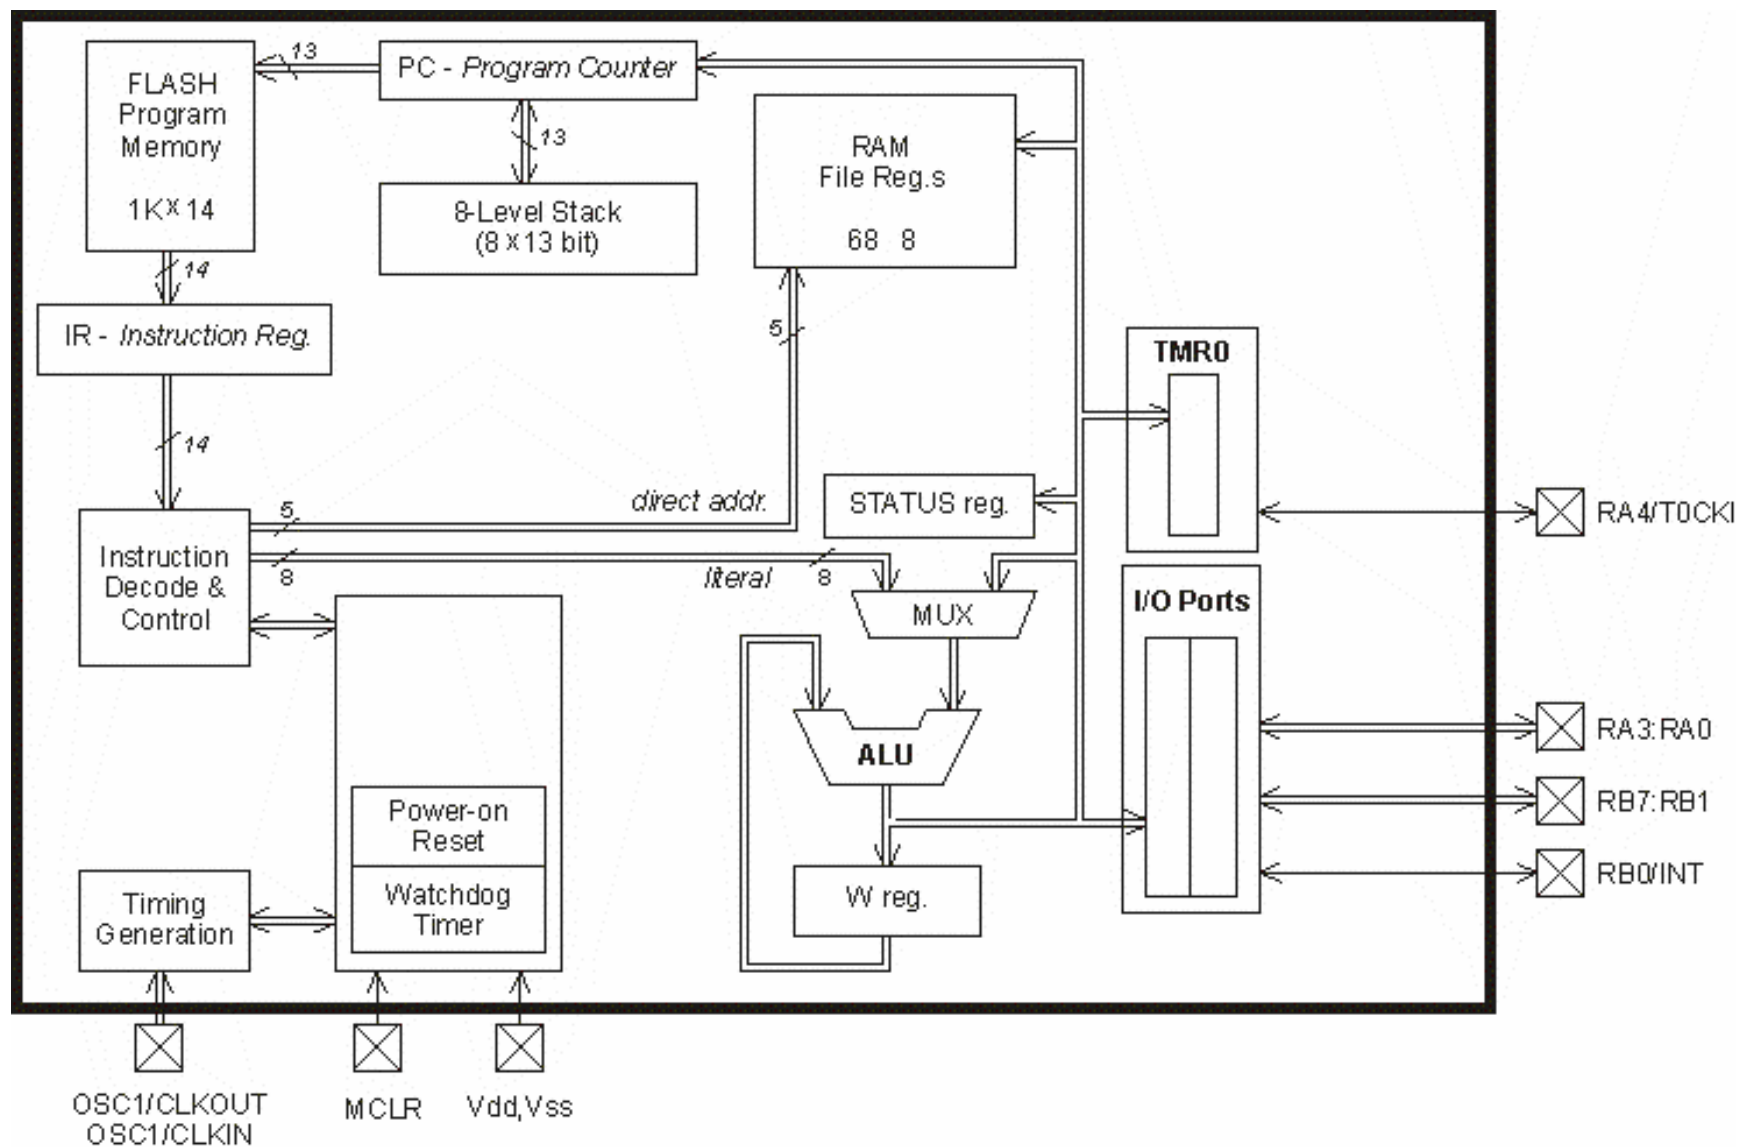 13
PC - Program Counter
FLASH
Program
Memory
1K x 14
13
8-Level Stack
(8 x 13 bit)
RAM
File Reg.s
68 8
14
IR - Instruction Reg.
5
TMR0
14
direct addr.
STATUS reg.
RA4/T0CKI
5
Instruction
Decode &
Control
8
literal
8
MUX
I/O Ports
ALU
RA3:RA0
Power-on
Reset
RB7:RB1
Watchdog
Timer
W reg.
RB0/INT
Timing
Generation
OSC1/CLKOUT
OSC1/CLKIN
MCLR
Vdd,Vss